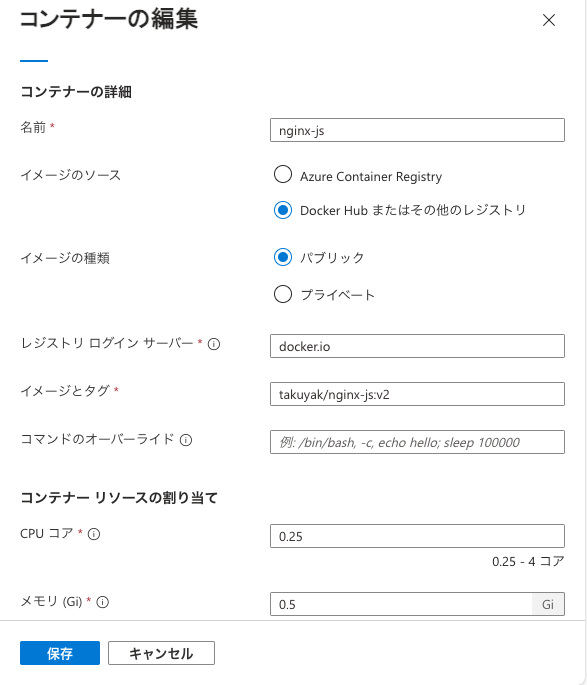 コンテナーの編集
コンテナーの詳細
名前 *
nginx-js
イメージのソース
Azure Container Registry
Docker Hub またはその他のレジストリ
イメージの種類
パブリック
プライベート
レジストリ ログイン サーバー *
docker.io
イメージとタグ *
takuyak/nginx-js:v2
コマンドのオーバーライド
例: /bin/bash, -c, echo hello; sleep 100000
コンテナー リソースの割り当て
CPU コア *
0.25
0.25 - 4 コア
メモリ (Gi) *
0.5
Gi
保存
キャンセル